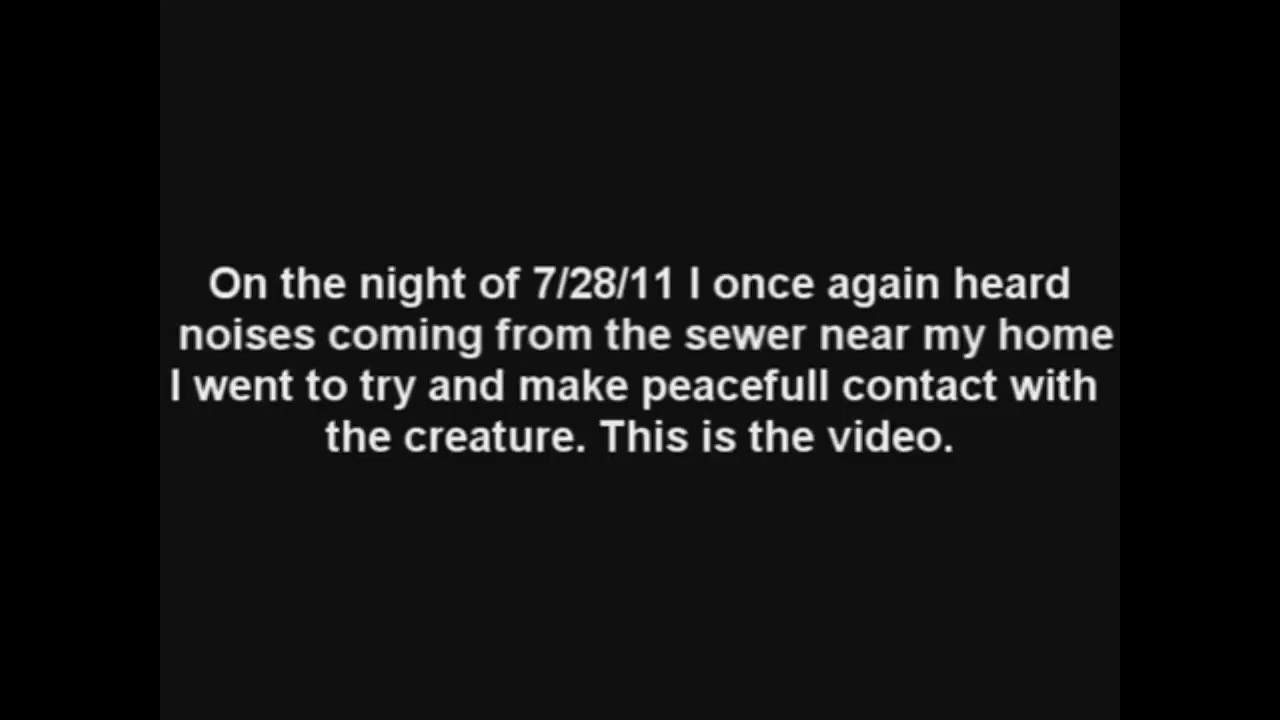 On the night of 7/28/11 I once again heard
noises coming from the sewer near my home
I went to try and make peacefull contact with
the creature. This is the video.